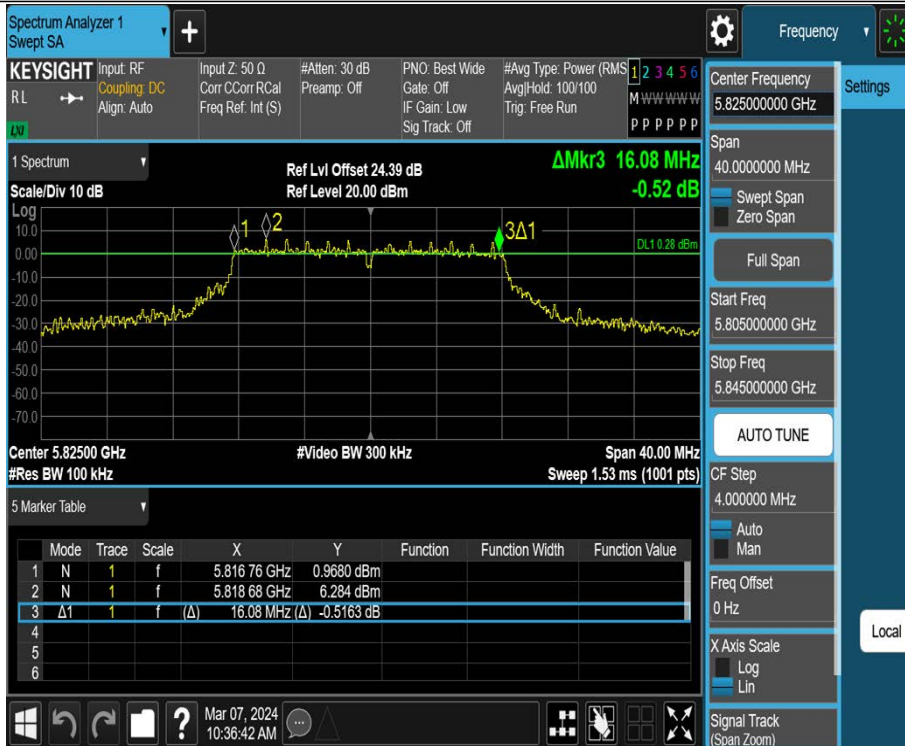 Spectrum Analyzer 1
Swept SA
+
Frequency
KEYSIGHT
R L
LXI
Input: RF
Coupling: DC
Align: Auto
Input Z: 50 Ω
Corr CCorr RCal
Freq Ref: Int (S)
#Atten: 30 dB
Preamp: Off
PNO: Best Wide
Gate: Off
IF Gain: Low
Sig Track: Off
#Avg Type: Power (RMS
Avg|Hold: 100/100
Trig: Free Run
1 2 3 4 5 6
M W W W W W
P P P P P P
1 Spectrum
Scale/Div 10 dB
Ref Lvl Offset 24.39 dB
Ref Level 20.00 dBm
ΔMkr3 16.08 MHz
-0.52 dB
Log
10.0
0.00
-10.0
-20.0
-30.0
-40.0
-50.0
-60.0
-70.0
1
2
3Δ1
DL1 0.28 dBm
Center 5.82500 GHz
#Res BW 100 kHz
#Video BW 300 kHz
Span 40.00 MHz
Sweep 1.53 ms (1001 pts)
5 Marker Table
Mode Trace Scale X Y Function Function Width Function Value
1 N 1 f 5.816 76 GHz 0.9680 dBm
2 N 1 f 5.818 68 GHz 6.284 dBm
3 Δ1 1 f (Δ) 16.08 MHz (Δ) -0.5163 dB
4
5
6
?
Mar 07, 2024
10:36:42 AM
Center Frequency
5.825000000 GHz
Settings
Span
40.0000000 MHz
Swept Span
Zero Span
Full Span
Start Freq
5.805000000 GHz
Stop Freq
5.845000000 GHz
AUTO TUNE
CF Step
4.000000 MHz
Auto
Man
Freq Offset
0 Hz
Local
X Axis Scale
Log
Lin
Signal Track
(Span Zoom)